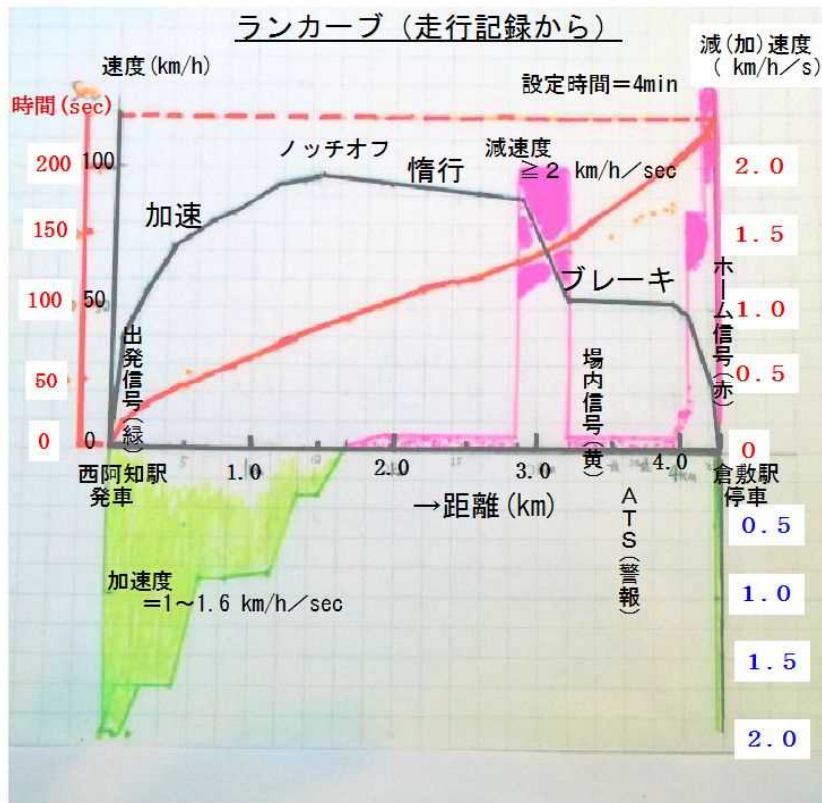 ランカーブ (走行記録から)
速度(km/h)
減(加)速度
( km/h/s)
時間(sec)
設定時間=4min
200
100
150
100
50
50
0
0
ノッチオフ
惰行
減速度
≧2 km/h/sec
加速
ブレーキ
2.0
1.5
1.0
0.5
0
出発信号(緑)
場内信号(黄)
ホーム信号(赤)
西阿知駅
発車
1.0
2.0
3.0
4.0
倉敷駅
停車
→距離(km)
ATS(警報)
加速度
=1～1.6 km/h/sec
0.5
1.0
1.5
2.0